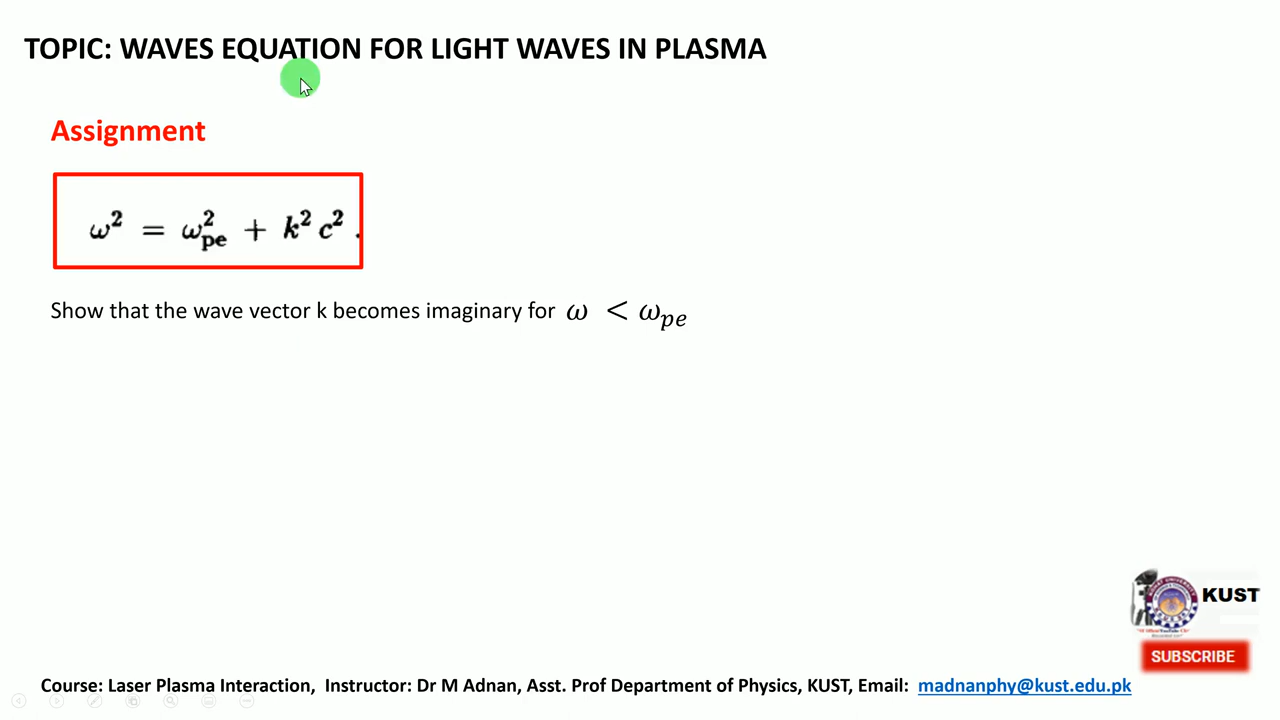 TOPIC: WAVES EQUATION FOR LIGHT WAVES IN PLASMA
Assignment
ω² = ω²pe + k² c² .
Show that the wave vector k becomes imaginary for ω < ωpe
KUST
SUBSCRIBE
Course: Laser Plasma Interaction, Instructor: Dr M Adnan, Asst. Prof Department of Physics, KUST, Email: madnanphy@kust.edu.pk